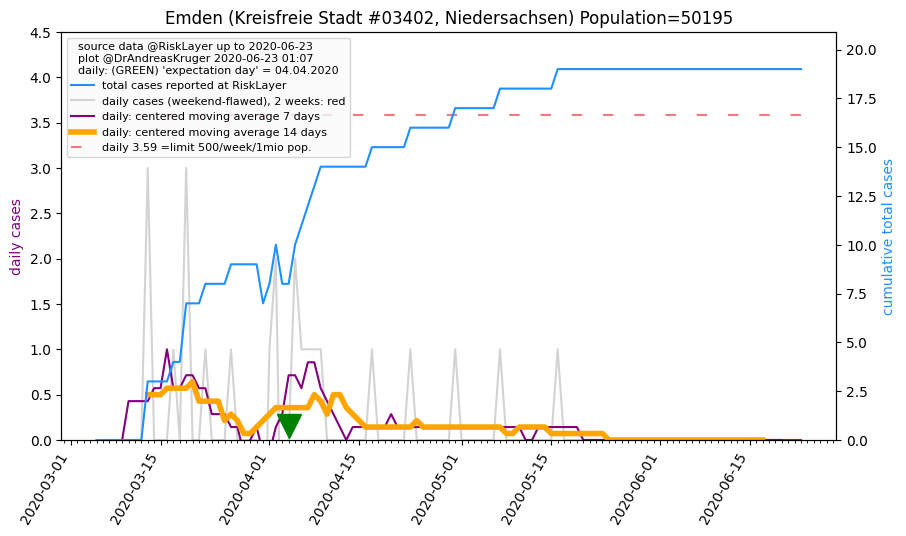 Emden (Kreisfreie Stadt #03402, Niedersachsen) Population=50195
source data @RiskLayer up to 2020-06-23
plot @DrAndreasKruger 2020-06-23 01:07
daily: (GREEN) 'expectation day' = 04.04.2020
total cases reported at RiskLayer
daily cases (weekend-flawed), 2 weeks: red
daily: centered moving average 7 days
daily: centered moving average 14 days
daily 3.59 =limit 500/week/1mio pop.
daily cases
4.5
4.0
3.5
3.0
2.5
2.0
1.5
1.0
0.5
0.0
cumulative total cases
20.0
17.5
15.0
12.5
10.0
7.5
5.0
2.5
0.0
2020-03-01
2020-03-15
2020-04-01
2020-04-15
2020-05-01
2020-05-15
2020-06-01
2020-06-15